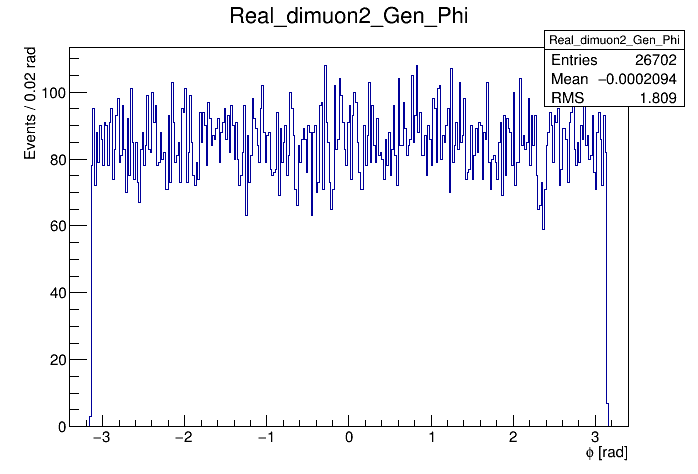 Real_dimuon2_Gen_Phi
Real_dimuon2_Gen_Phi
Entries 26702
Mean −0.0002094
RMS 1.809
Events / 0.02 rad
100
80
60
40
20
0
−3 −2 −1 0 1 2 3
ϕ [rad]